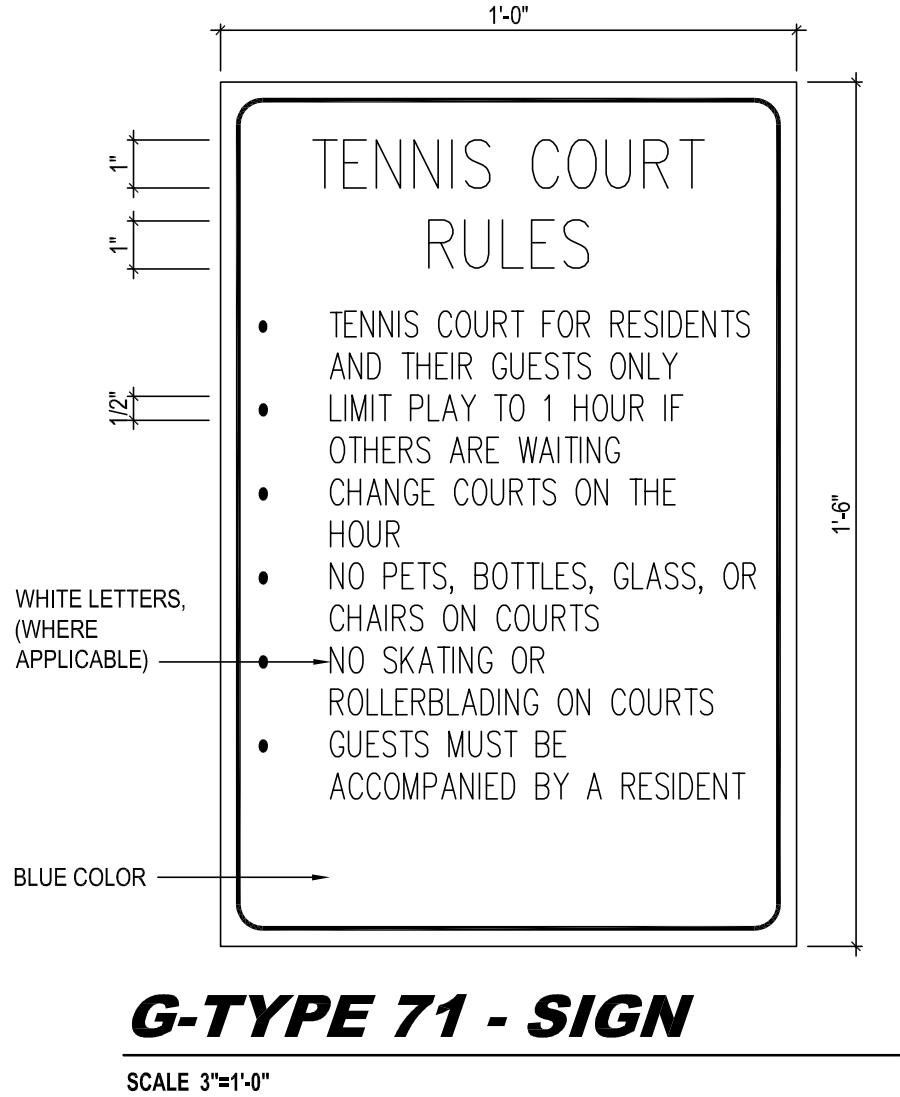 1'-0"
TENNIS COURT
RULES
1"
1"
• TENNIS COURT FOR RESIDENTS
AND THEIR GUESTS ONLY
• LIMIT PLAY TO 1 HOUR IF
OTHERS ARE WAITING
1/2"
• CHANGE COURTS ON THE
HOUR
• NO PETS, BOTTLES, GLASS, OR
CHAIRS ON COURTS
• NO SKATING OR
ROLLERBLADING ON COURTS
• GUESTS MUST BE
ACCOMPANIED BY A RESIDENT
1'-6"
WHITE LETTERS,
(WHERE
APPLICABLE)
BLUE COLOR
G-TYPE 71 - SIGN
SCALE 3"=1'-0"